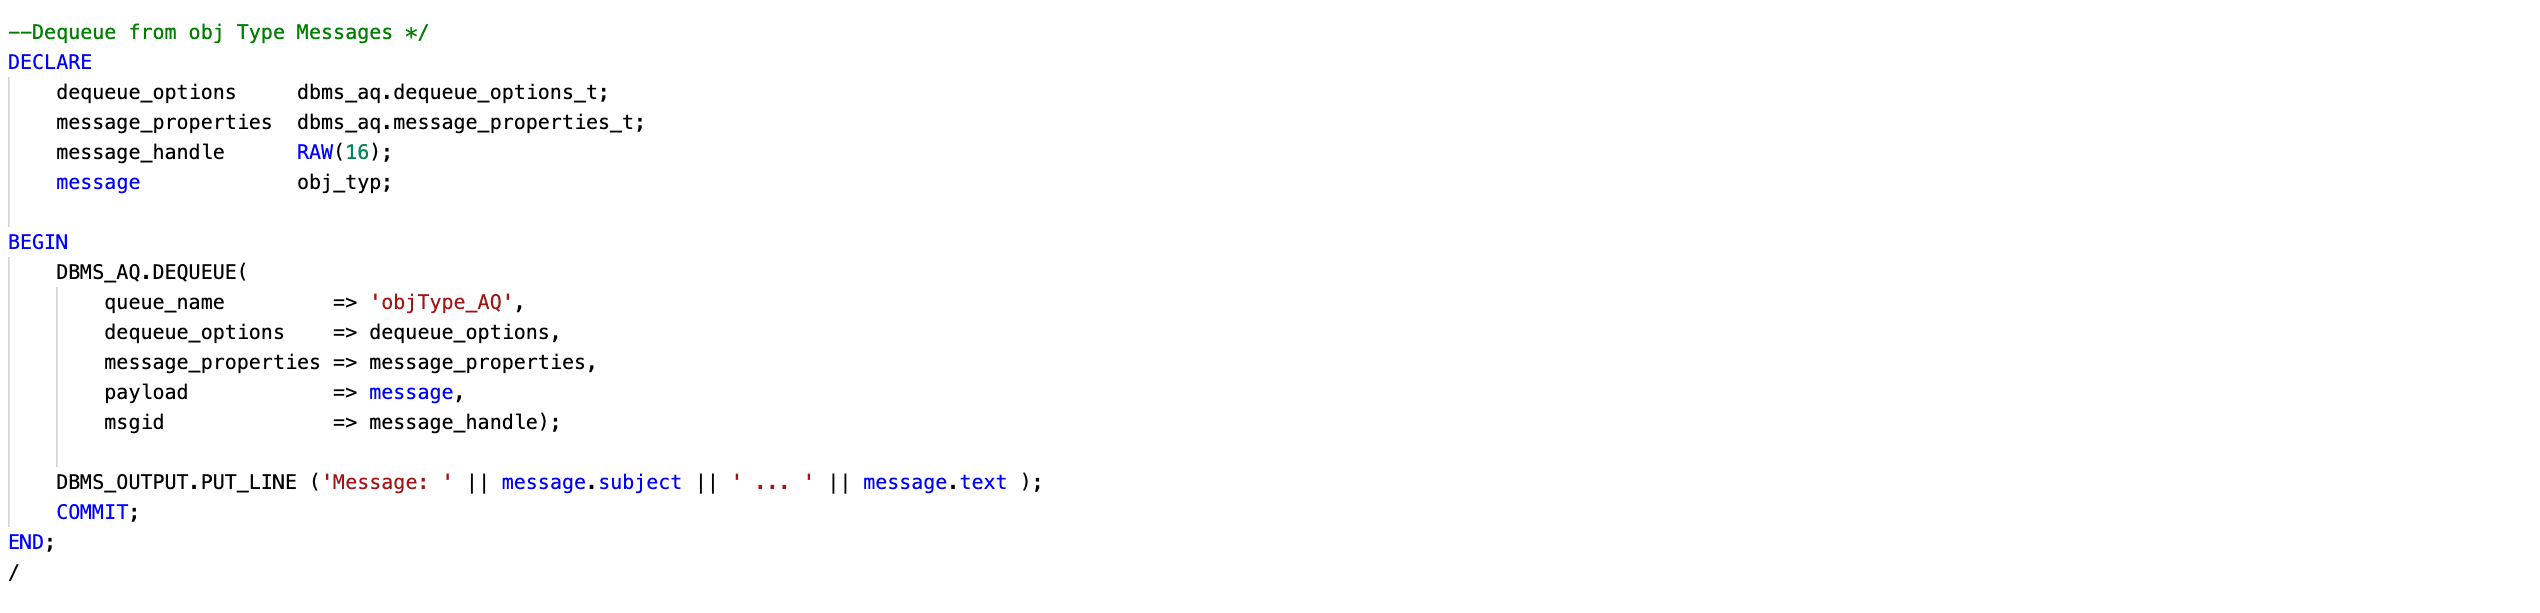 --Dequeue from obj Type Messages */
DECLARE
    dequeue_options     dbms_aq.dequeue_options_t;
    message_properties  dbms_aq.message_properties_t;
    message_handle      RAW(16);
    message             obj_typ;

BEGIN
    DBMS_AQ.DEQUEUE(
        queue_name         => 'objType_AQ',
        dequeue_options    => dequeue_options,
        message_properties => message_properties,
        payload            => message,
        msgid              => message_handle);

    DBMS_OUTPUT.PUT_LINE ('Message: ' || message.subject || ' ... ' || message.text );
    COMMIT;
END;
/